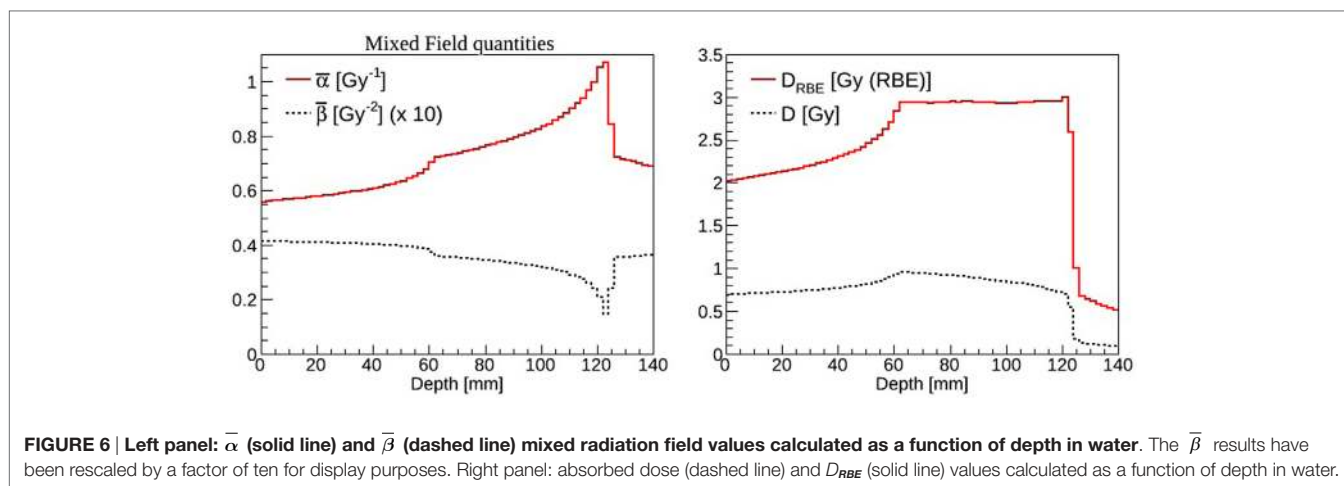 Mixed Field quantities
α̅ [Gy⁻¹]
β̅ [Gy⁻²] (x 10)
1
0.8
0.6
0.4
0.2
0
0 20 40 60 80 100 120 140
Depth [mm]
D_RBE [Gy (RBE)]
D [Gy]
3.5
3
2.5
2
1.5
1
0.5
0
0 20 40 60 80 100 120 140
Depth [mm]
FIGURE 6 | Left panel: α̅ (solid line) and β̅ (dashed line) mixed radiation field values calculated as a function of depth in water. The β̅ results have
been rescaled by a factor of ten for display purposes. Right panel: absorbed dose (dashed line) and D_RBE (solid line) values calculated as a function of depth in water.